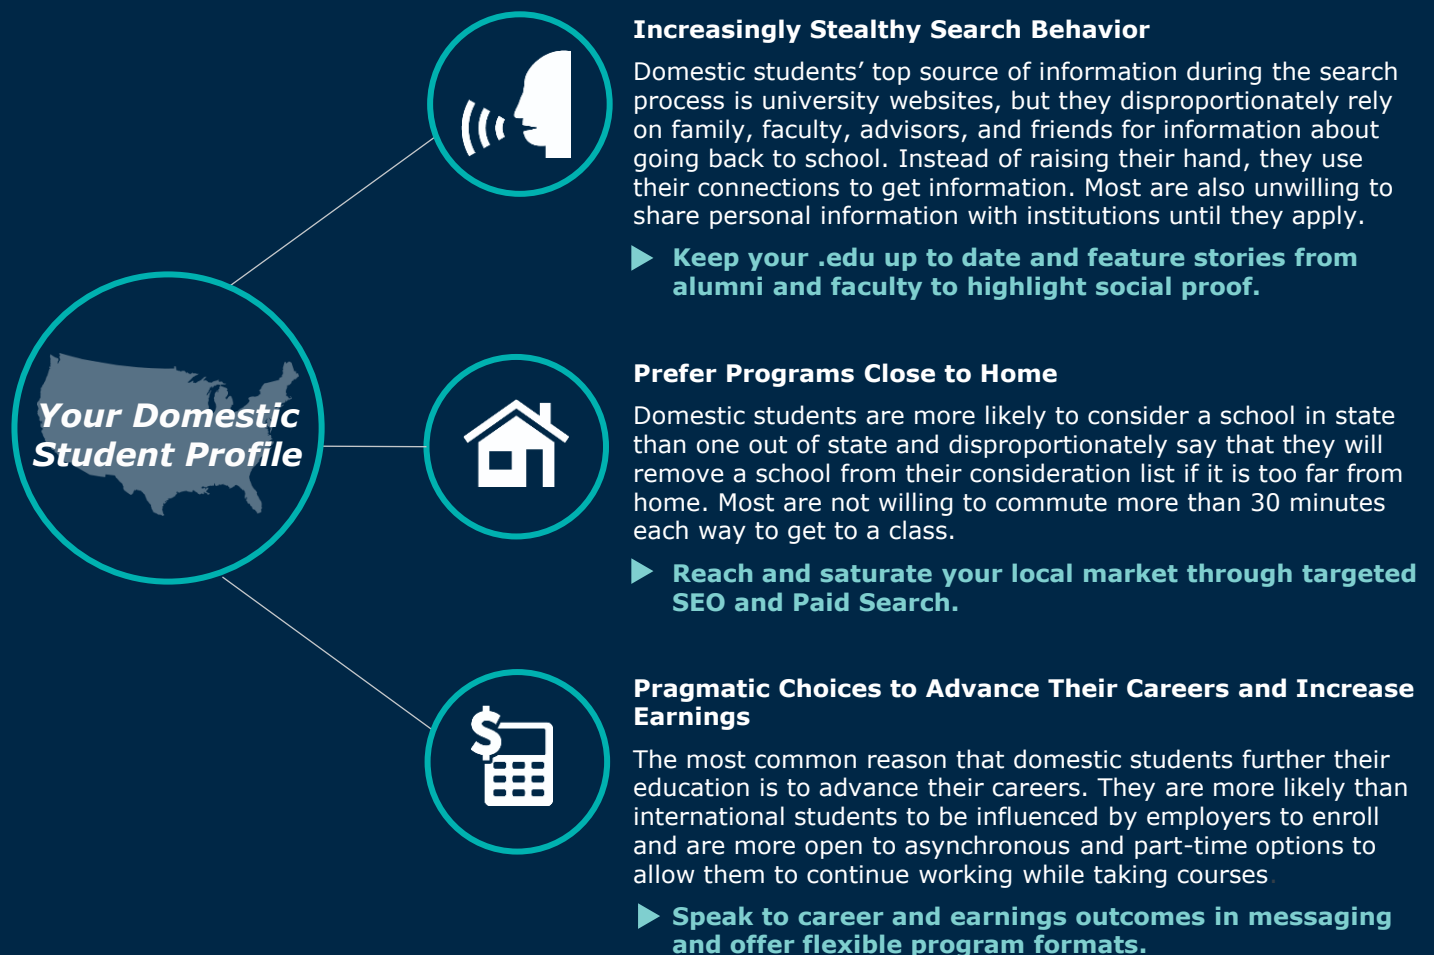 Increasingly Stealthy Search Behavior
Domestic students’ top source of information during the search
process is university websites, but they disproportionately rely
on family, faculty, advisors, and friends for information about
going back to school. Instead of raising their hand, they use
their connections to get information. Most are also unwilling to
share personal information with institutions until they apply.
Keep your .edu up to date and feature stories from
alumni and faculty to highlight social proof.
Your Domestic
Student Profile
Prefer Programs Close to Home
Domestic students are more likely to consider a school in state
than one out of state and disproportionately say that they will
remove a school from their consideration list if it is too far from
home. Most are not willing to commute more than 30 minutes
each way to get to a class.
Reach and saturate your local market through targeted
SEO and Paid Search.
Pragmatic Choices to Advance Their Careers and Increase
Earnings
The most common reason that domestic students further their
education is to advance their careers. They are more likely than
international students to be influenced by employers to enroll
and are more open to asynchronous and part-time options to
allow them to continue working while taking courses.
Speak to career and earnings outcomes in messaging
and offer flexible program formats.